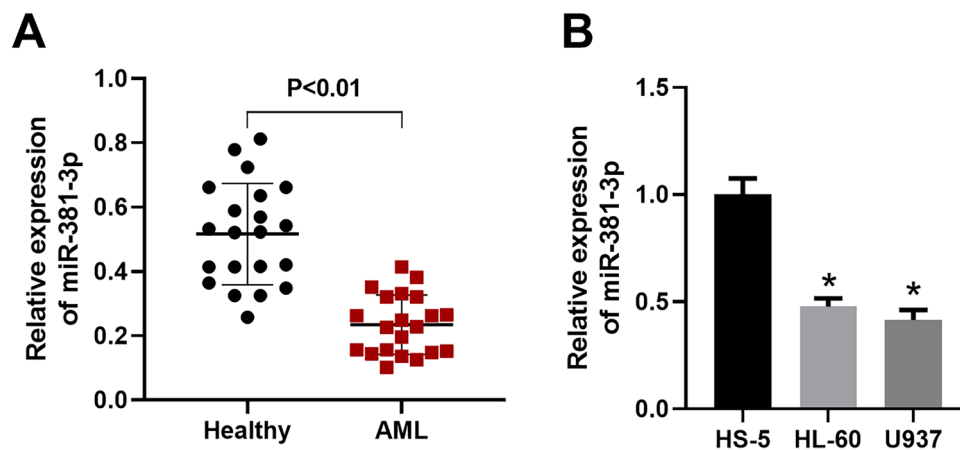 A
Relative expression
of miR-381-3p
1.0
0.8
0.6
0.4
0.2
0.0
P<0.01
Healthy AML
B
Relative expression
of miR-381-3p
1.5
1.0
0.5
0.0
* *
HS-5 HL-60 U937